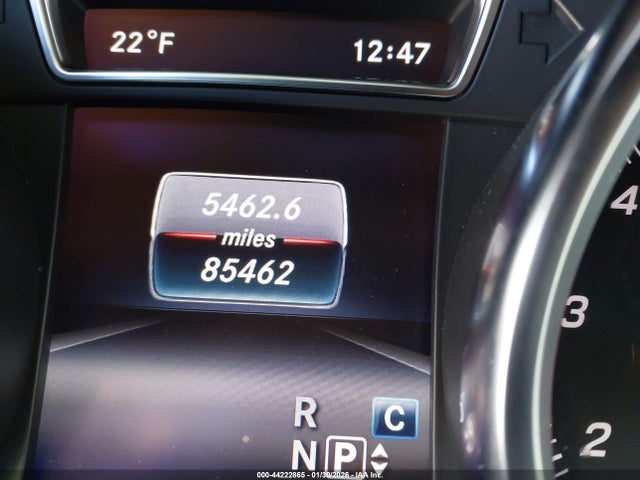 22°F 12:47
5462.6
miles
85462
4
3
2
R C
N P
000-44222865 - 01/30/2026 - IAA Inc.